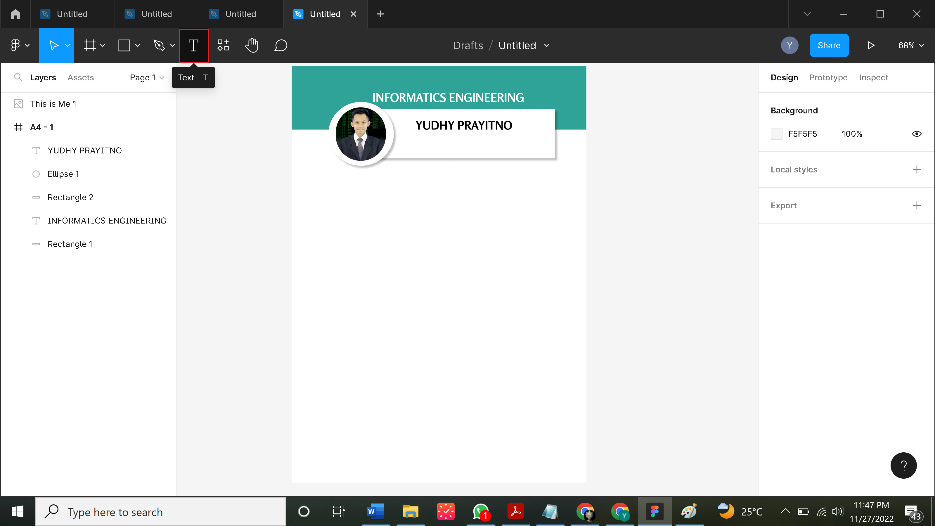 Untitled
Untitled
Untitled
Untitled
Drafts / Untitled
Y
Share
68%
Layers
Assets
Page 1
Text T
Design
Prototype
Inspect
This is Me 1
A4 - 1
YUDHY PRAYITNO
Ellipse 1
Rectangle 2
INFORMATICS ENGINEERING
Rectangle 1
INFORMATICS ENGINEERING
YUDHY PRAYITNO
Background
F5F5F5 100%
Local styles
Export
?
Type here to search
1
25°C
11:47 PM
11/27/2022
43